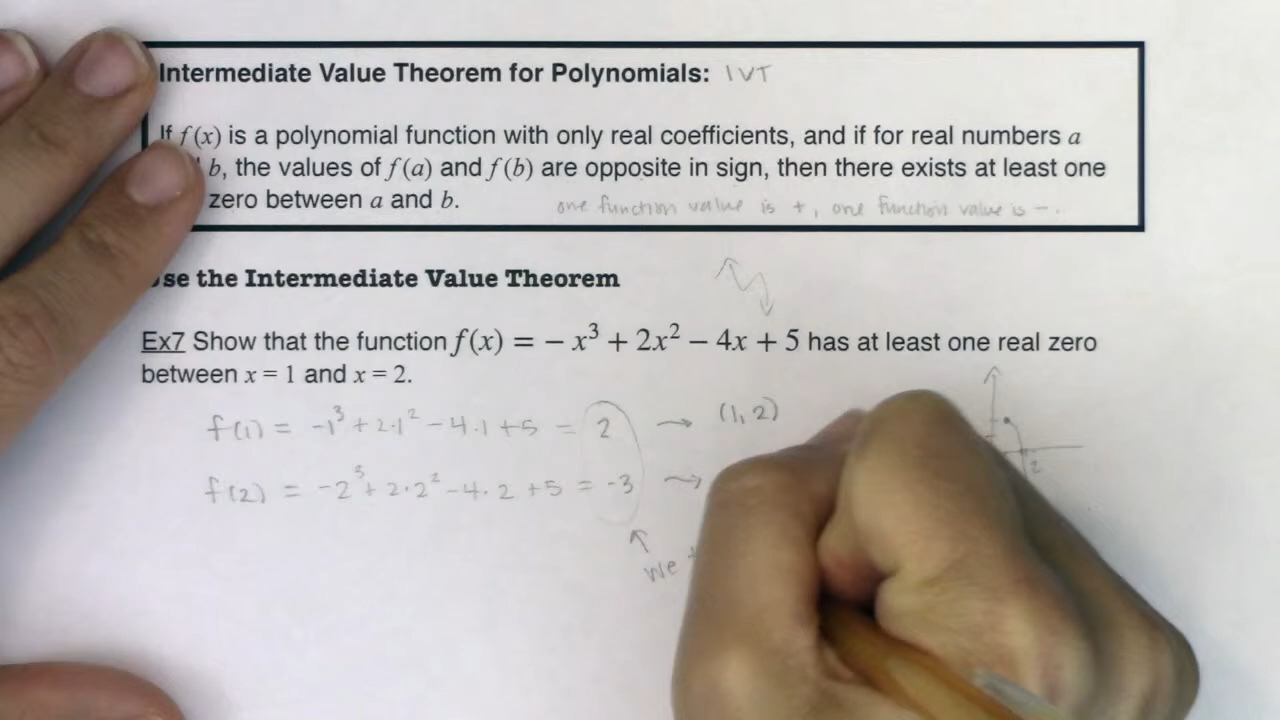 Intermediate Value Theorem for Polynomials: IVT
If f(x) is a polynomial function with only real coefficients, and if for real numbers a
b, the values of f(a) and f(b) are opposite in sign, then there exists at least one
zero between a and b. one function value is +, one function value is -.
se the Intermediate Value Theorem
Ex7 Show that the function f(x) = − x³ + 2x² − 4x + 5 has at least one real zero
between x = 1 and x = 2.
f(1) = -1³ + 2·1² - 4·1 + 5 = 2 → (1, 2)
f(2) = -2³ + 2·2² - 4·2 + 5 = -3 →
2
We